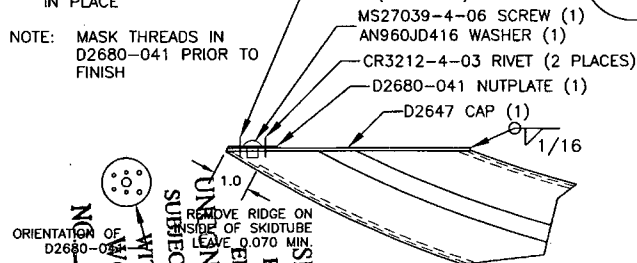 IN PLACE
NOTE: MASK THREADS IN
D2680-041 PRIOR TO
FINISH
MS27039-4-06 SCREW (1)
AN960JD416 WASHER (1)
CR3212-4-03 RIVET (2 PLACES)
D2680-041 NUTPLATE (1)
D2647 CAP (1)
1/16
1.0
REMOVE RIDGE ON
INSIDE OF SKIDTUBE
LEAVE 0.070 MIN.
ORIENTATION OF
D2680-041
SUBJEC